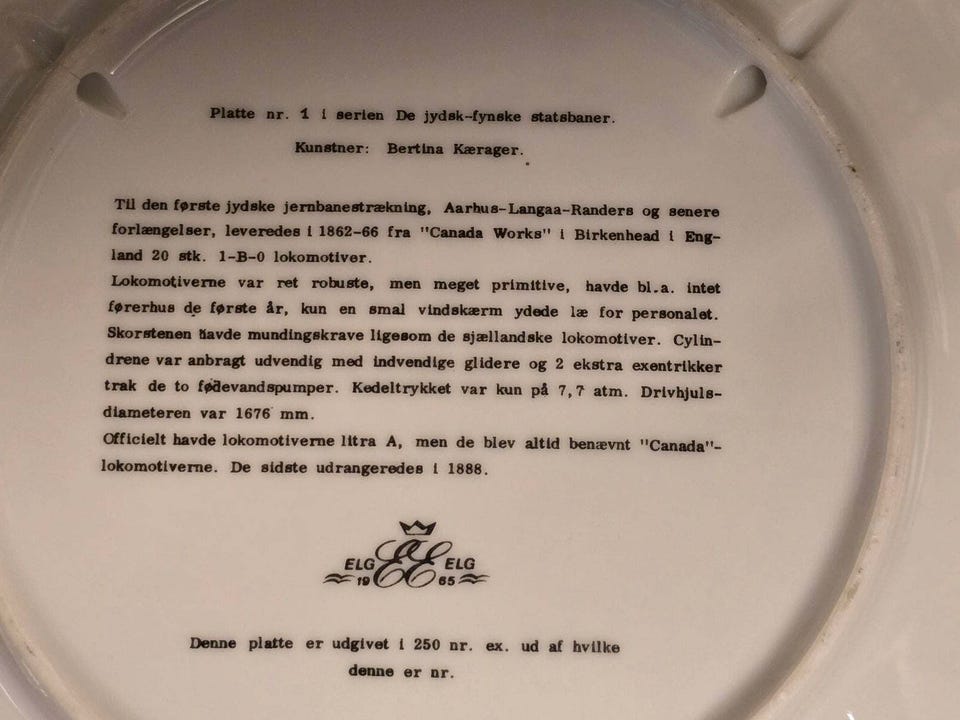 Platte nr. 1 i serien De jydsk-fynske statsbaner.
Kunstner: Bertina Kærager.
Til den første jydske jernbanestrækning, Aarhus-Langaa-Randers og senere
forlængelser, leveredes i 1862-66 fra "Canada Works" i Birkenhead i Eng-
land 20 stk. 1-B-0 lokomotiver.
Lokomotiverne var ret robuste, men meget primitive, havde bl.a. intet
førerhus de første år, kun en smal vindskærm ydede læ for personalet.
Skorstenen havde mundingskrave ligesom de sjællandske lokomotiver. Cylin-
drene var anbragt udvendig med indvendige glidere og 2 ekstra exentrikker
trak de to fødevandspumper. Kedeltrykket var kun på 7,7 atm. Drivhjuls-
diameteren var 1676 mm.
Officielt havde lokomotiverne litra A, men de blev altid benævnt "Canada"-
lokomotiverne. De sidste udrangeredes i 1888.
ELG EE ELG
19 65
Denne platte er udgivet i 250 nr. ex. ud af hvilke
denne er nr.